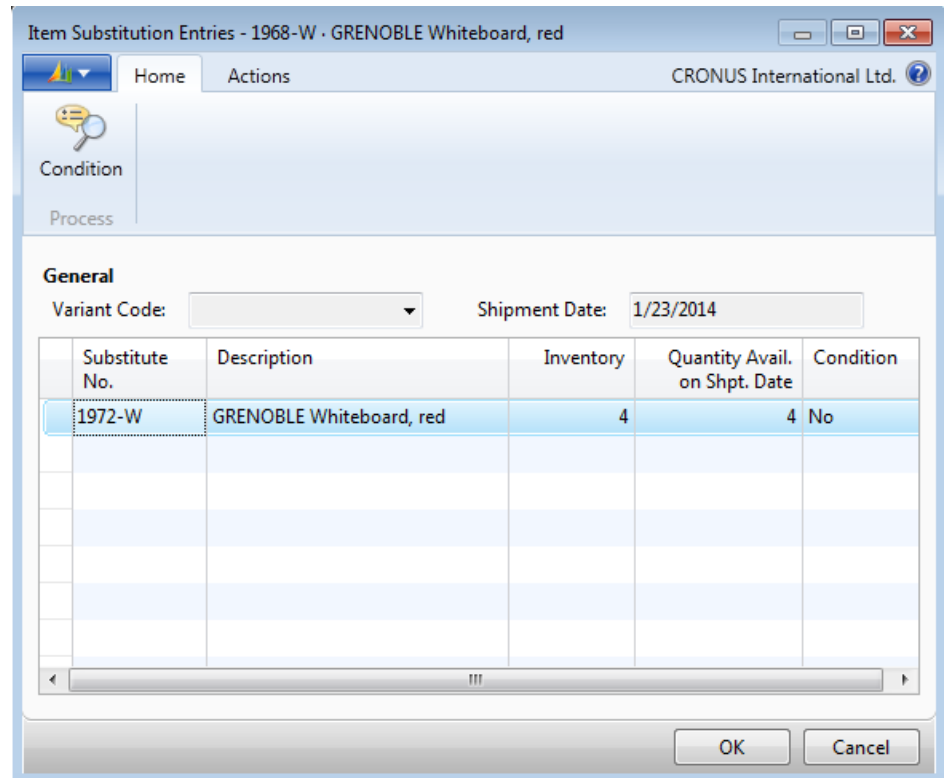 Item Substitution Entries - 1968-W · GRENOBLE Whiteboard, red
Home Actions CRONUS International Ltd.
Condition
Process
General
Variant Code: Shipment Date: 1/23/2014
Substitute No. Description Inventory Quantity Avail. on Shpt. Date Condition
1972-W GRENOBLE Whiteboard, red 4 4 No
OK Cancel